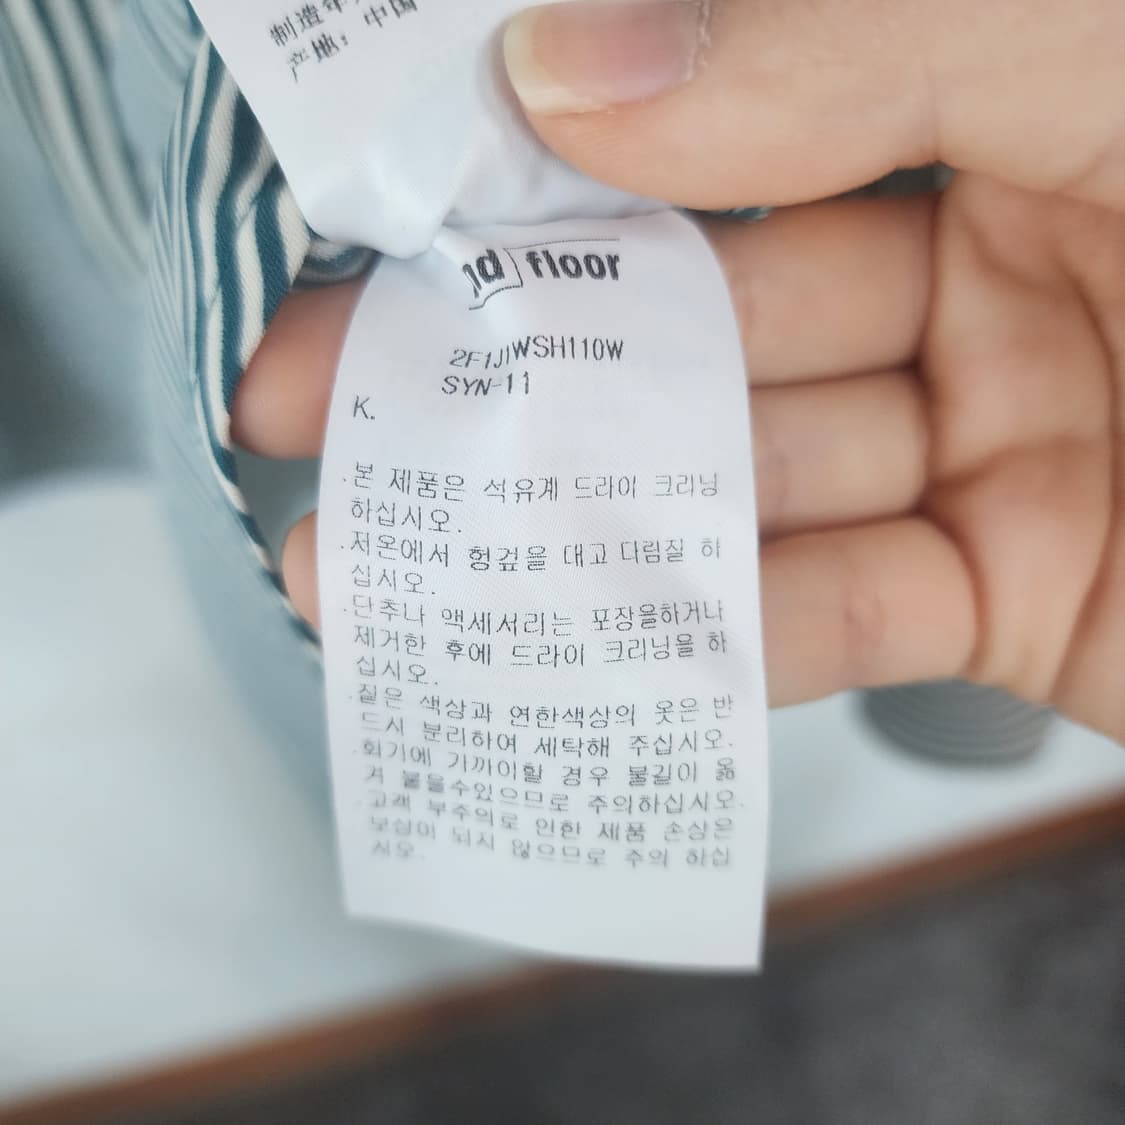 制造年
产地: 中国
nd floor
2F1JIWSH110W
SYN-11
K.
.본 제품은 석유계 드라이 크리닝
하십시오.
.저온에서 헝겊을 대고 다림질 하
십시오.
.단추나 액세서리는 포장을하거나
제거한 후에 드라이 크리닝을 하
십시오.
.짙은 색상과 연한색상의 옷은 반
드시 분리하여 세탁해 주십시오.
.회기에 가까이할 경우 불길이 옮
겨 붙을수있으므로 주의하십시오.
.고객 부주의로 인한 제품 손상은
보상이 되지 않으므로 주의 하십
시오.